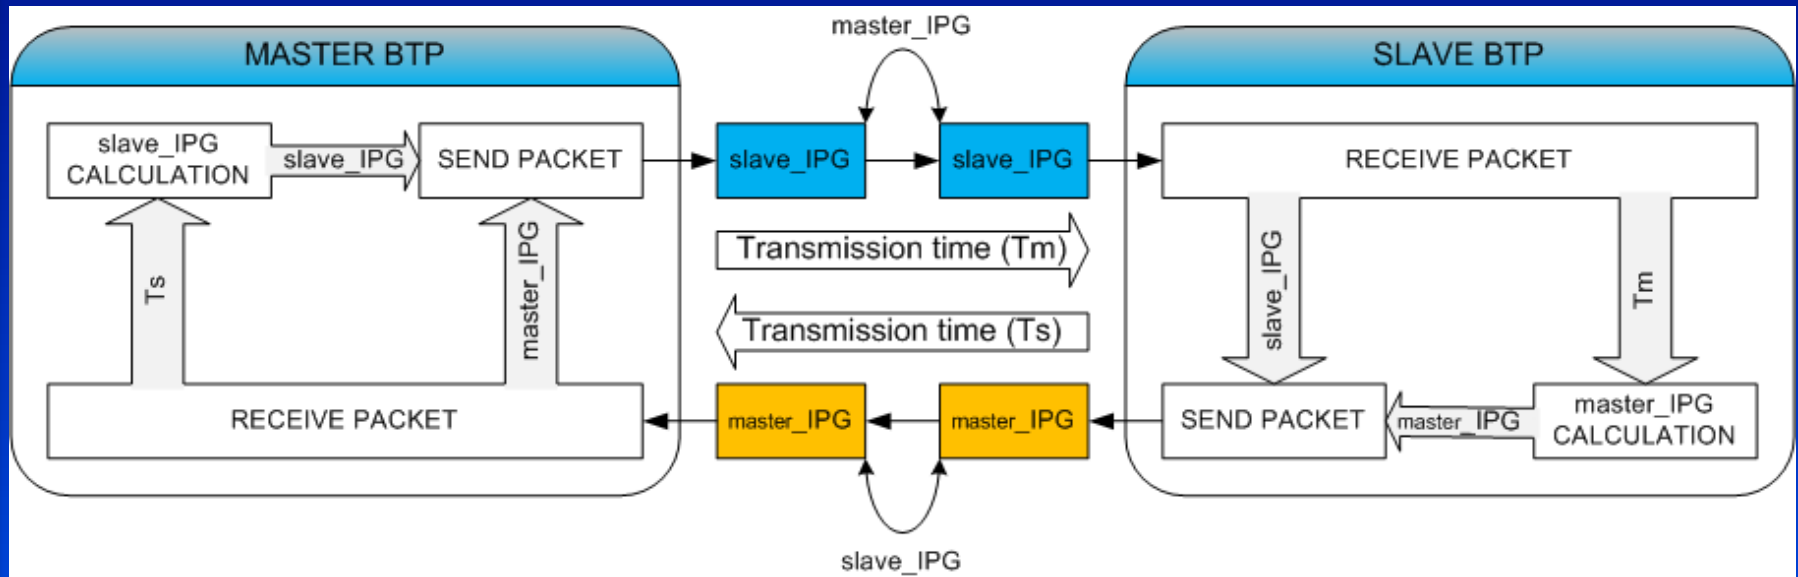 master_IPG
MASTER BTP
SLAVE BTP
slave_IPG
CALCULATION
slave_IPG
SEND PACKET
slave_IPG
slave_IPG
RECEIVE PACKET
Ts
master_IPG
Transmission time (Tm)
Transmission time (Ts)
slave_IPG
Tm
RECEIVE PACKET
master_IPG
master_IPG
SEND PACKET
master_IPG
master_IPG
CALCULATION
slave_IPG